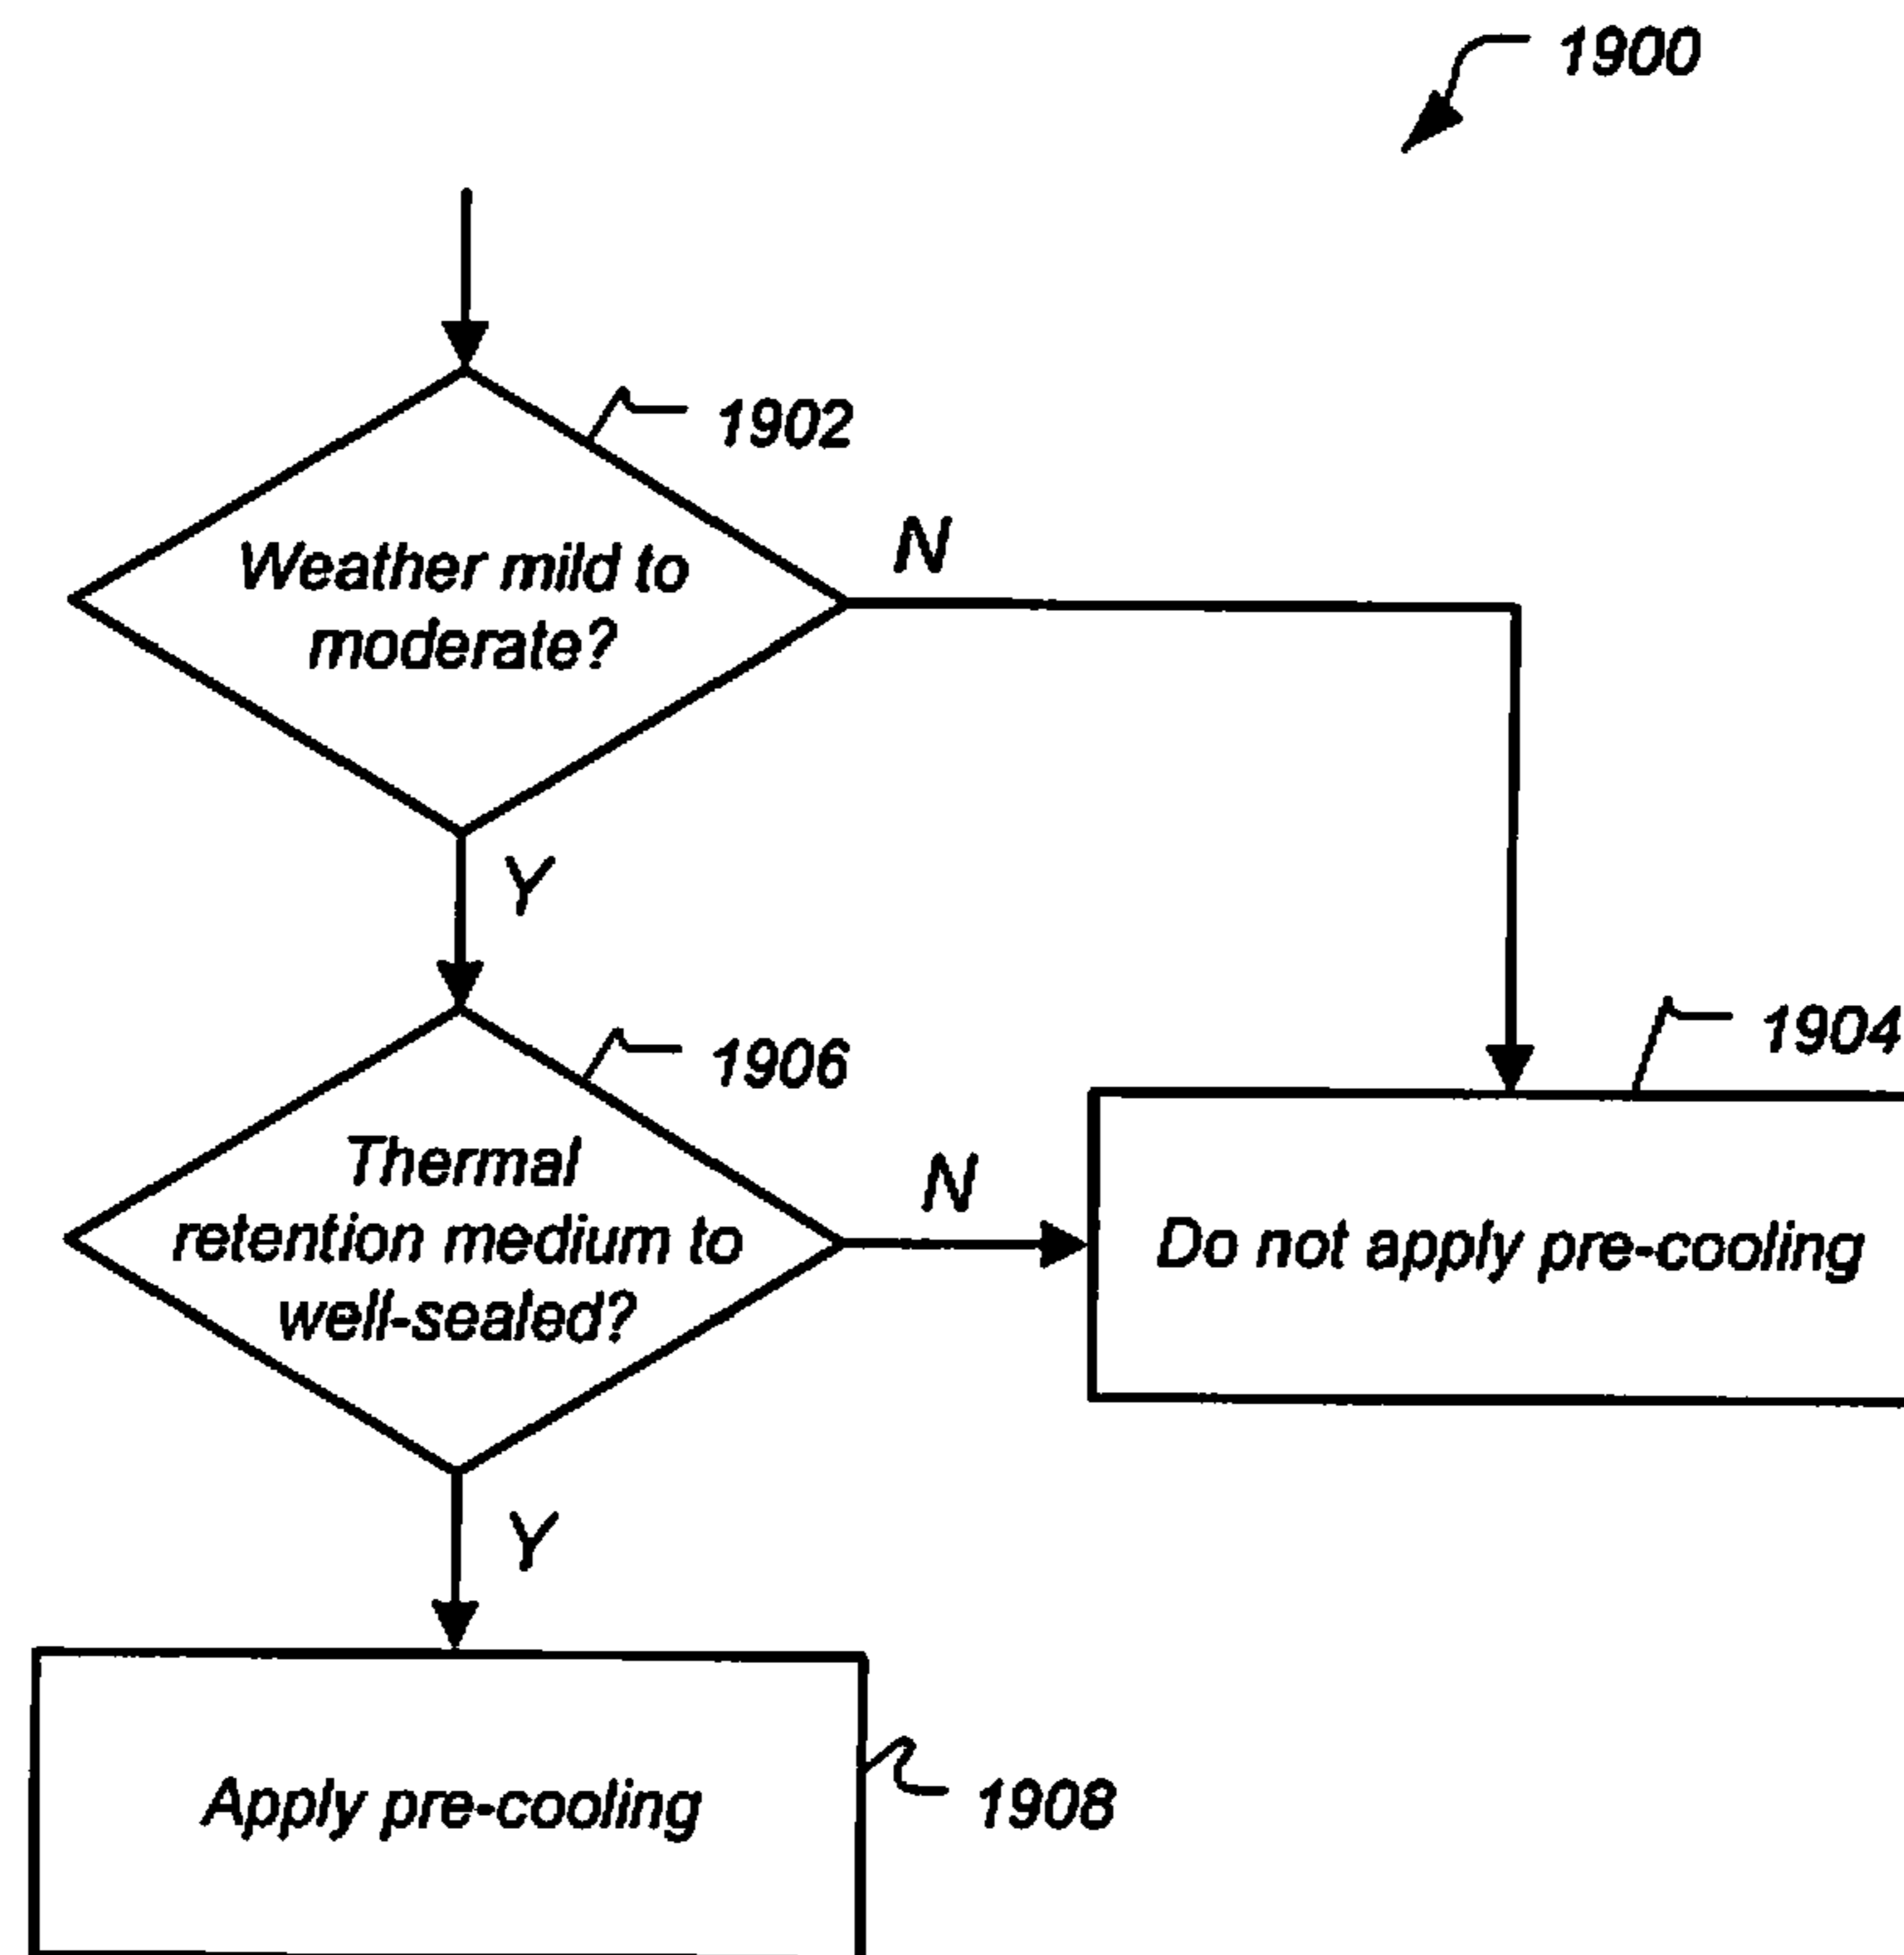 1900
1902
Weather mild to
moderate?
N
Y
1906
1904
Thermal
retention medium to
well-sealed?
N
Do not apply pre-cooling
Y
Apply pre-cooling
1908